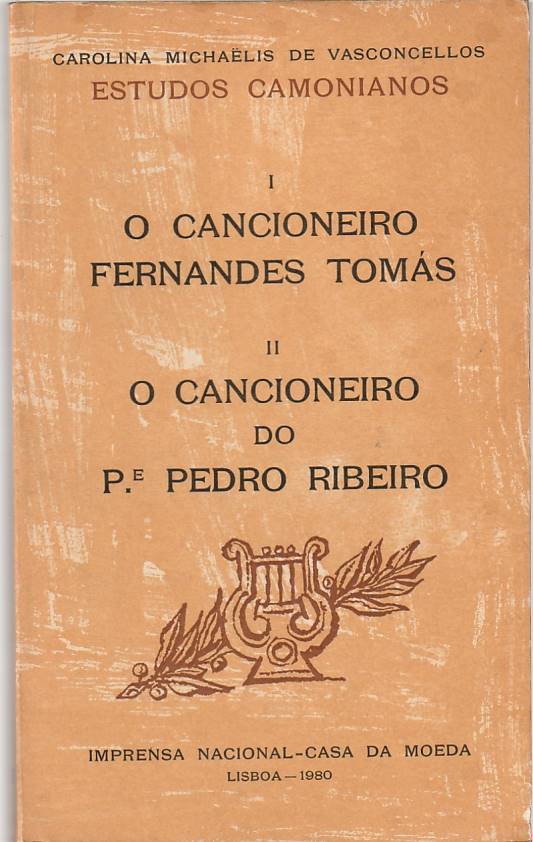 CAROLINA MICHAËLIS DE VASCONCELLOS
ESTUDOS CAMONIANOS
I
O CANCIONEIRO
FERNANDES TOMÁS
II
O CANCIONEIRO
DO
P.E PEDRO RIBEIRO
IMPRENSA NACIONAL-CASA DA MOEDA
LISBOA — 1980